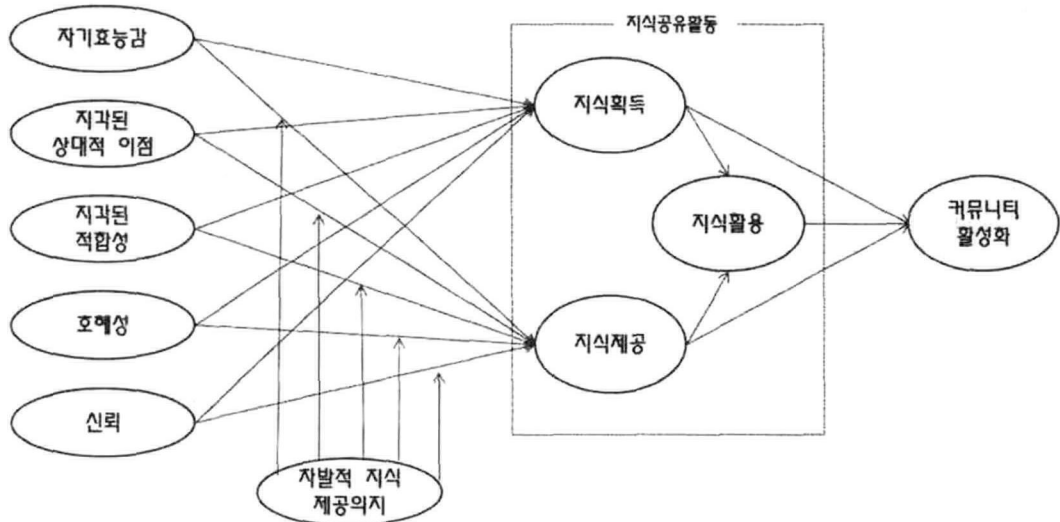 지식공유활동
자기효능감
지각된
상대적 이점
지각된
적합성
호혜성
신뢰
자발적 지식
제공의지
지식획득
지식활용
지식제공
커뮤니티
활성화